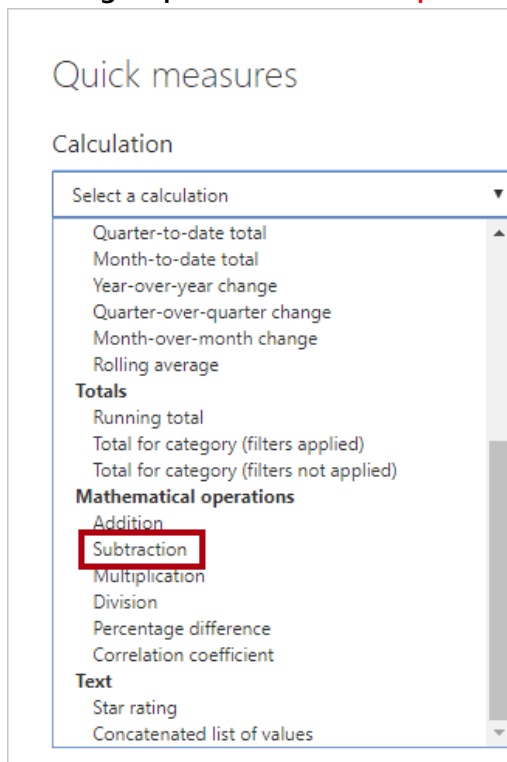 Quick measures
Calculation
Select a calculation
Quarter-to-date total
Month-to-date total
Year-over-year change
Quarter-over-quarter change
Month-over-month change
Rolling average
Totals
Running total
Total for category (filters applied)
Total for category (filters not applied)
Mathematical operations
Addition
Subtraction
Multiplication
Division
Percentage difference
Correlation coefficient
Text
Star rating
Concatenated list of values